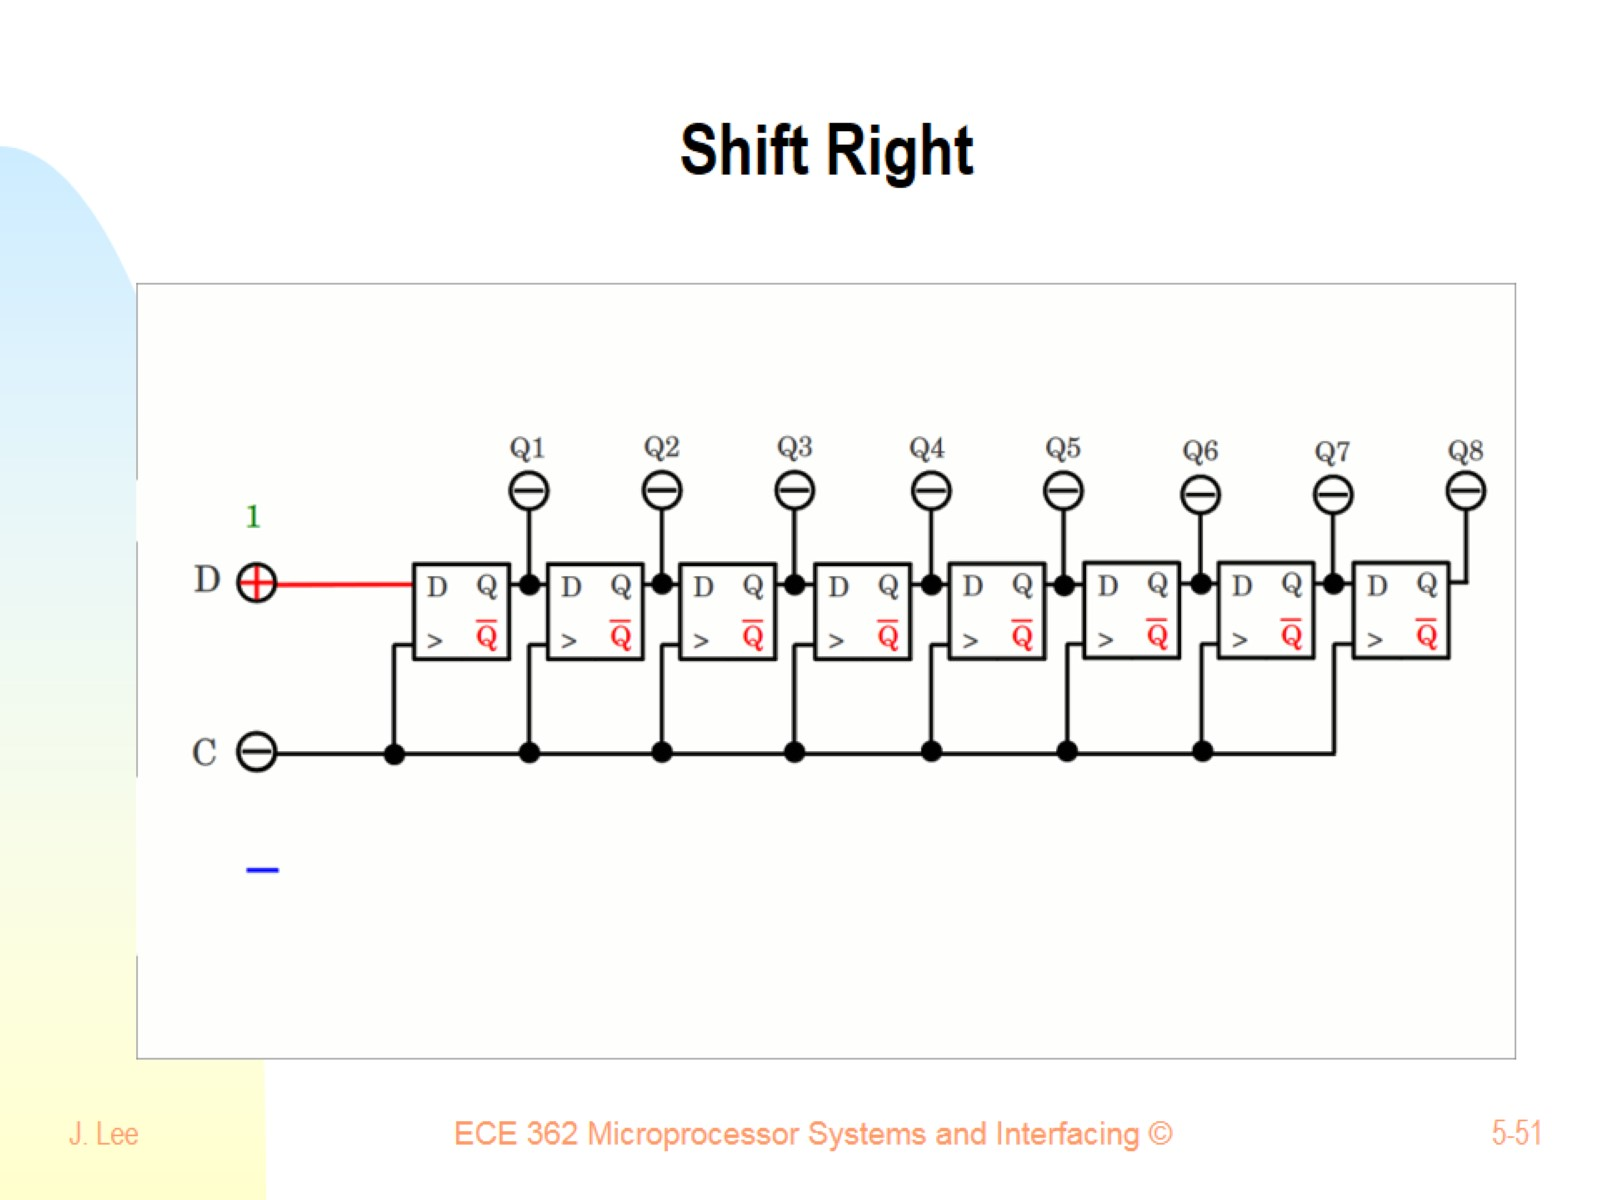 Shift Right
Q1 Q2 Q3 Q4 Q5 Q6 Q7 Q8
1
D
D Q D Q D Q D Q D Q D Q D Q D Q
> Q̅ > Q̅ > Q̅ > Q̅ > Q̅ > Q̅ > Q̅ > Q̅
C
J. Lee
ECE 362 Microprocessor Systems and Interfacing ©
5-51